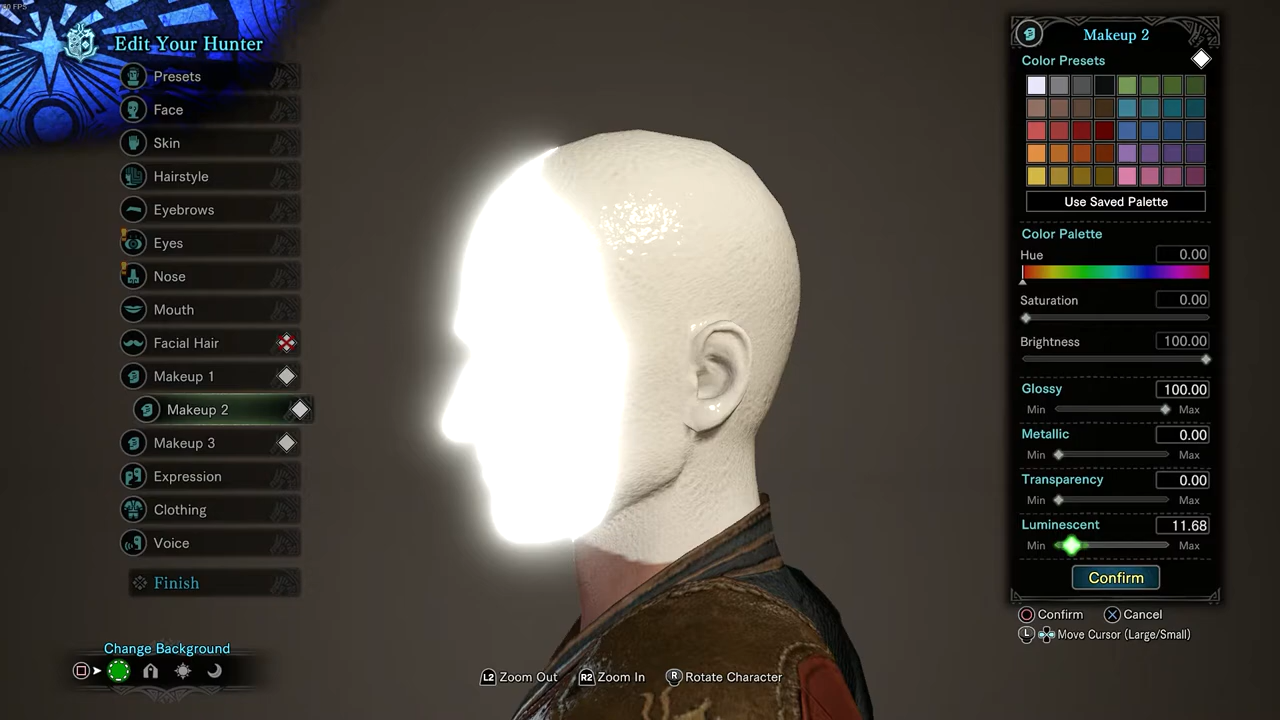 30 FPS
Edit Your Hunter
Presets
Face
Skin
Hairstyle
Eyebrows
Eyes
Nose
Mouth
Facial Hair
Makeup 1
Makeup 2
Makeup 3
Expression
Clothing
Voice
Finish
Change Background
L2 Zoom Out R2 Zoom In R Rotate Character
Makeup 2
Color Presets
Use Saved Palette
Color Palette
Hue 0.00
Saturation 0.00
Brightness 100.00
Glossy 100.00
Min Max
Metallic 0.00
Min Max
Transparency 0.00
Min Max
Luminescent 11.68
Min Max
Confirm
Confirm Cancel
L Move Cursor (Large/Small)